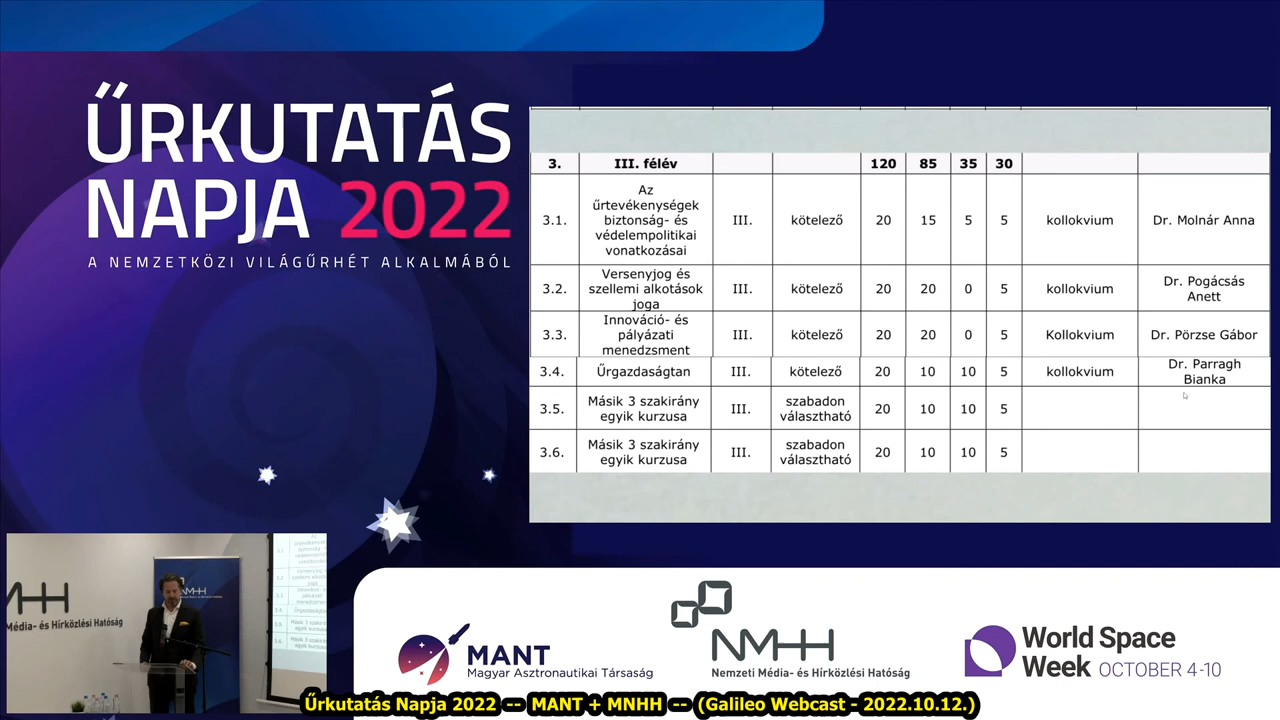 ŰRKUTATÁS
NAPJA 2022
A NEMZETKÖZI VILÁGŰRHÉT ALKALMÁBÓL
3. III. félév 120 85 35 30
3.1. Az űrtevékenységek biztonság- és védelempolitikai vonatkozásai III. kötelező 20 15 5 5 kollokvium Dr. Molnár Anna
3.2. Versenyjog és szellemi alkotások joga III. kötelező 20 20 0 5 kollokvium Dr. Pogácsás Anett
3.3. Innováció- és pályázati menedzsment III. kötelező 20 20 0 5 Kollokvium Dr. Pörzse Gábor
3.4. Űrgazdaságtan III. kötelező 20 10 10 5 kollokvium Dr. Parragh Bianka
3.5. Másik 3 szakirány egyik kurzusa III. szabadon választható 20 10 10 5
3.6. Másik 3 szakirány egyik kurzusa III. szabadon választható 20 10 10 5
Média- és Hírközlési Hatóság
NMHH
MANT
Magyar Asztronautikai Társaság
NMHH
Nemzeti Média- és Hírközlési Hatóság
World Space
Week OCTOBER 4-10
Űrkutatás Napja 2022 -- MANT + MNHH -- (Galileo Webcast - 2022.10.12.)